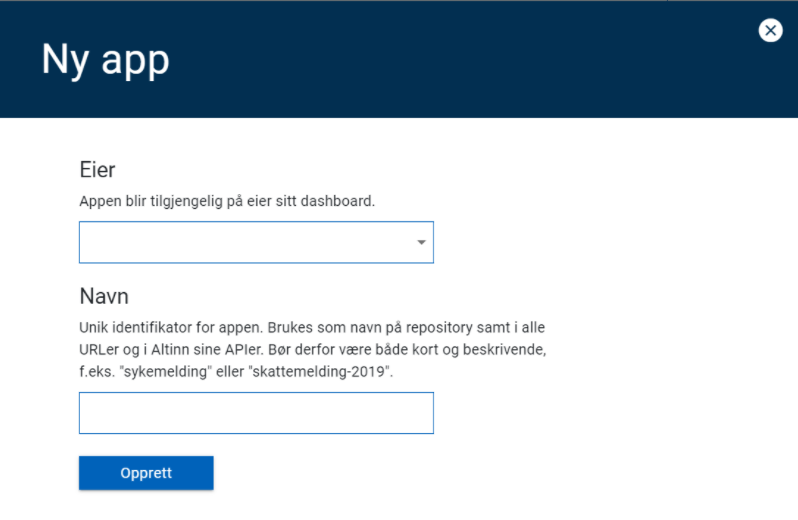 Ny app
Eier
Appen blir tilgjengelig på eier sitt dashboard.
Navn
Unik identifikator for appen. Brukes som navn på repository samt i alle
URLer og i Altinn sine APIer. Bør derfor være både kort og beskrivende,
f.eks. "sykemelding" eller "skattemelding-2019".
Opprett